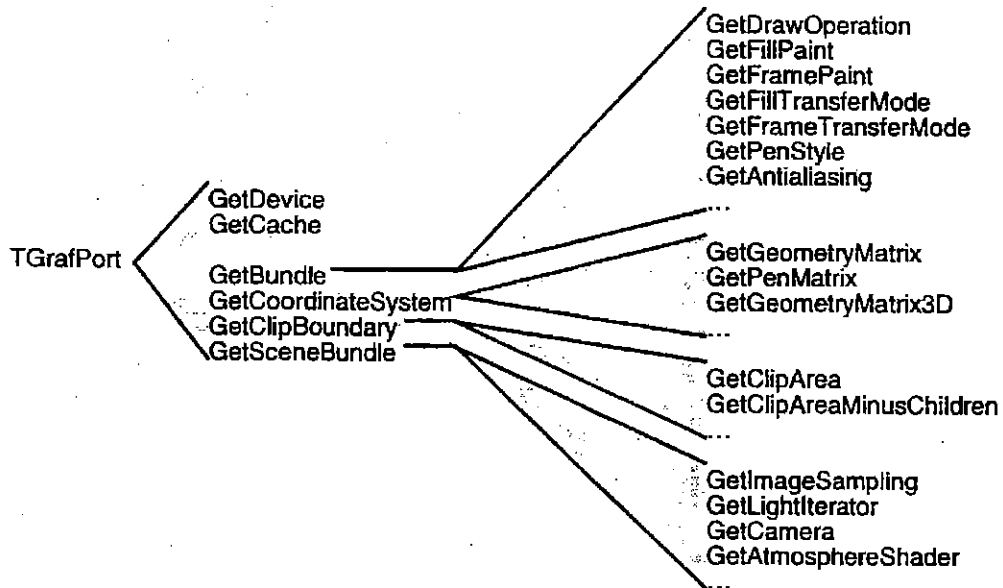 TGrafPort
GetDevice
GetCache
GetBundle
GetCoordinateSystem
GetClipBoundary
GetSceneBundle
GetDrawOperation
GetFillPaint
GetFramePaint
GetFillTransferMode
GetFrameTransferMode
GetPenStyle
GetAntialiasing
...
GetGeometryMatrix
GetPenMatrix
GetGeometryMatrix3D
...
GetClipArea
GetClipAreaMinusChildren
...
GetImageSampling
GetLightIterator
GetCamera
GetAtmosphereShader
...